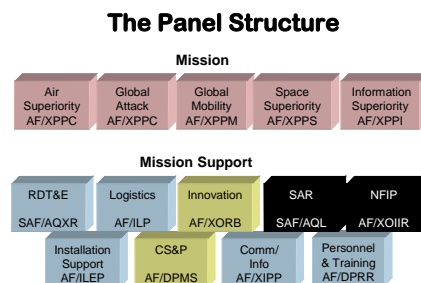 The Panel Structure
Mission
Air
Superiority
AF/XPPC
Global
Attack
AF/XPPC
Global
Mobility
AF/XPPM
Space
Superiority
AF/XPPS
Information
Superiority
AF/XPPI
Mission Support
RDT&E
SAF/AQXR
Logistics
AF/ILP
Innovation
AF/XORB
SAR
SAF/AQL
NFIP
AF/XOIIR
Installation
Support
AF/ILEP
CS&P
AF/DPMS
Comm/
Info
AF/XIPP
Personnel
& Training
AF/DPRR